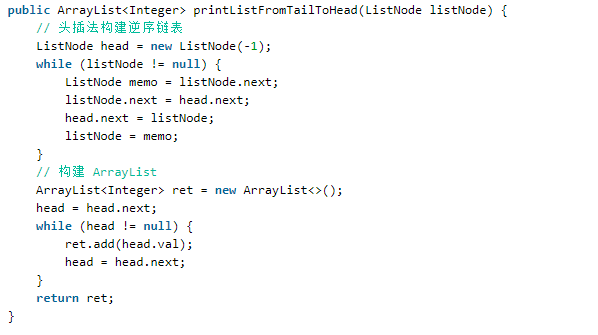 public ArrayList<Integer> printListFromTailToHead(ListNode listNode) {
    // 头插法构建逆序链表
    ListNode head = new ListNode(-1);
    while (listNode != null) {
        ListNode memo = listNode.next;
        listNode.next = head.next;
        head.next = listNode;
        listNode = memo;
    }
    // 构建 ArrayList
    ArrayList<Integer> ret = new ArrayList<>();
    head = head.next;
    while (head != null) {
        ret.add(head.val);
        head = head.next;
    }
    return ret;
}